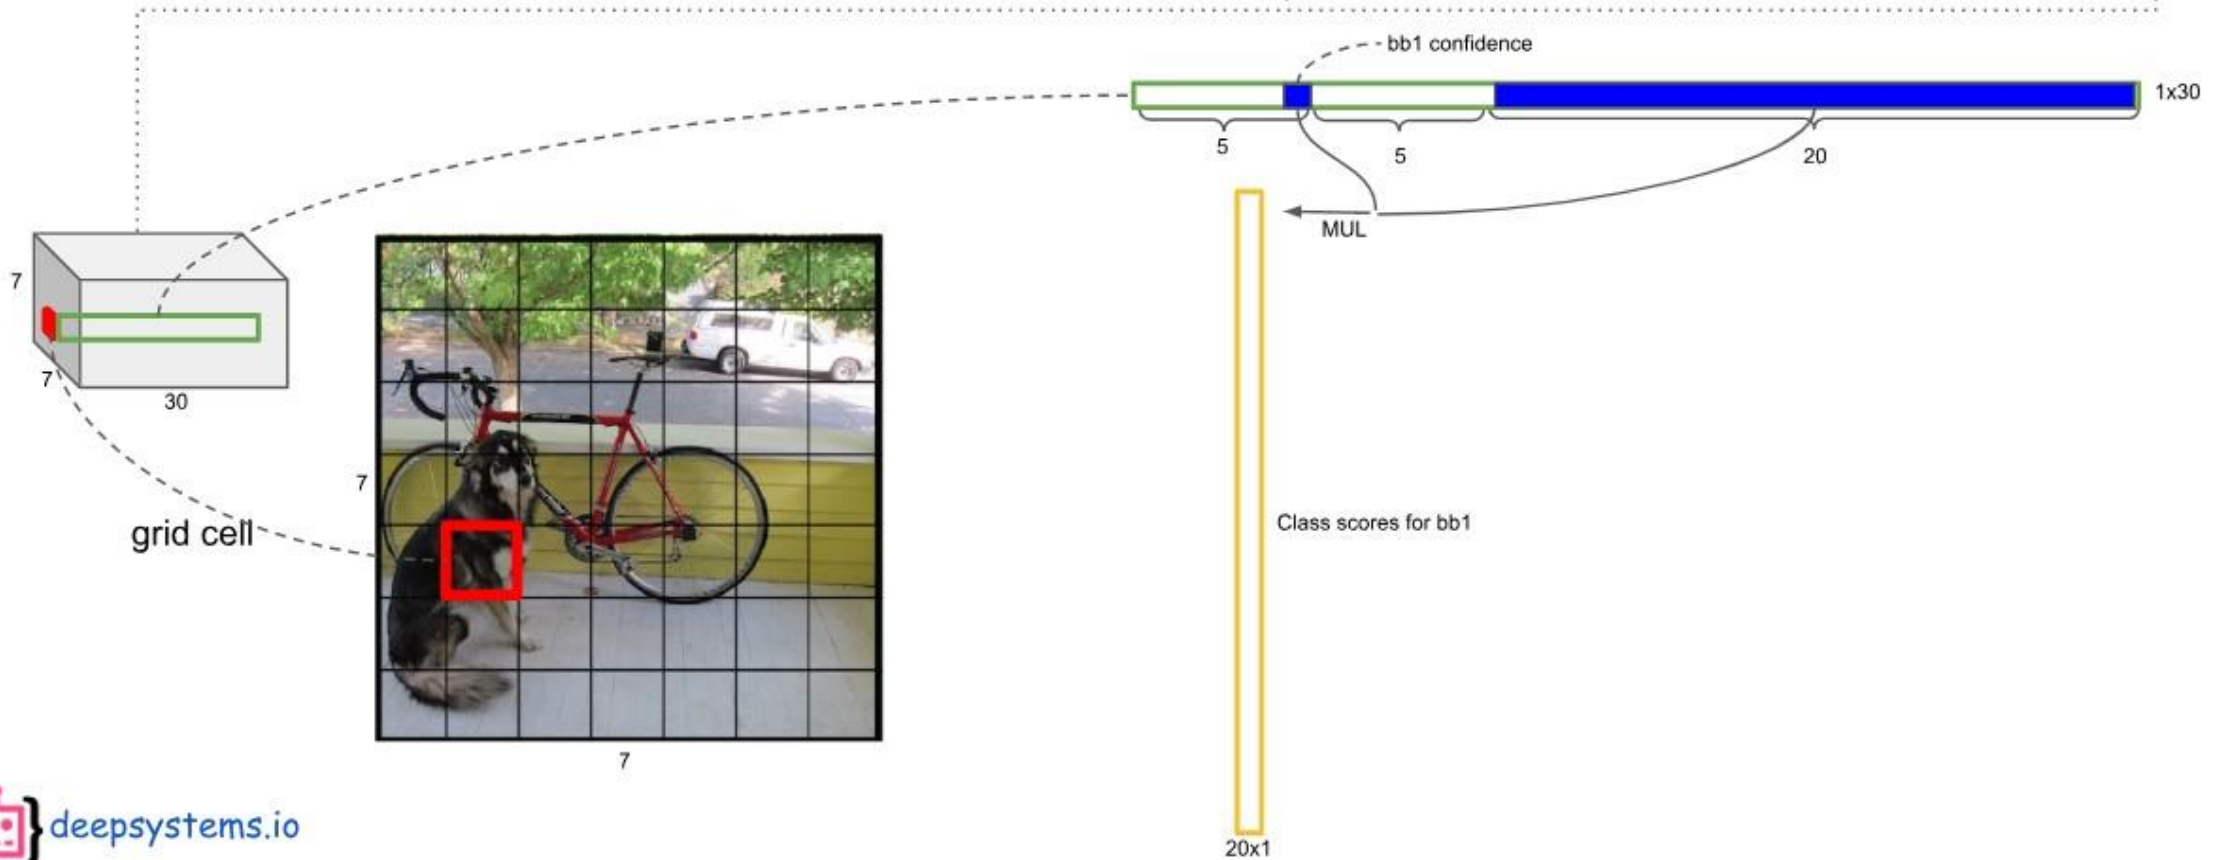 bb1 confidence
1x30
5
5
20
MUL
7
7
30
grid cell
7
7
Class scores for bb1
20x1
deepsystems.io